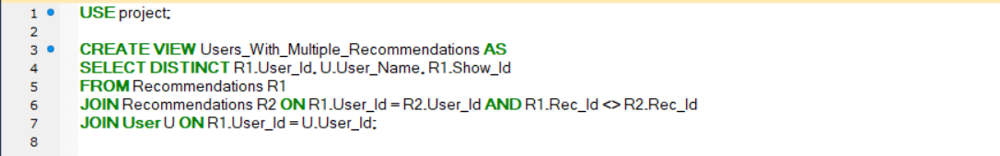 1 USE project;
2
3 CREATE VIEW Users_With_Multiple_Recommendations AS
4 SELECT DISTINCT R1.User_Id, U.User_Name, R1.Show_Id
5 FROM Recommendations R1
6 JOIN Recommendations R2 ON R1.User_Id = R2.User_Id AND R1.Rec_Id <> R2.Rec_Id
7 JOIN User U ON R1.User_Id = U.User_Id;
8